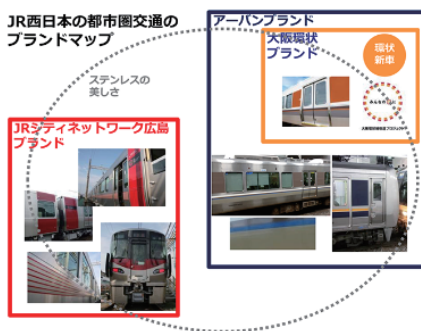 JR西日本の都市圏交通の
ブランドマップ
アーバンブランド
大阪環状
ブランド
環状
新車
ステンレスの
美しさ
JRシティネットワーク広島
ブランド